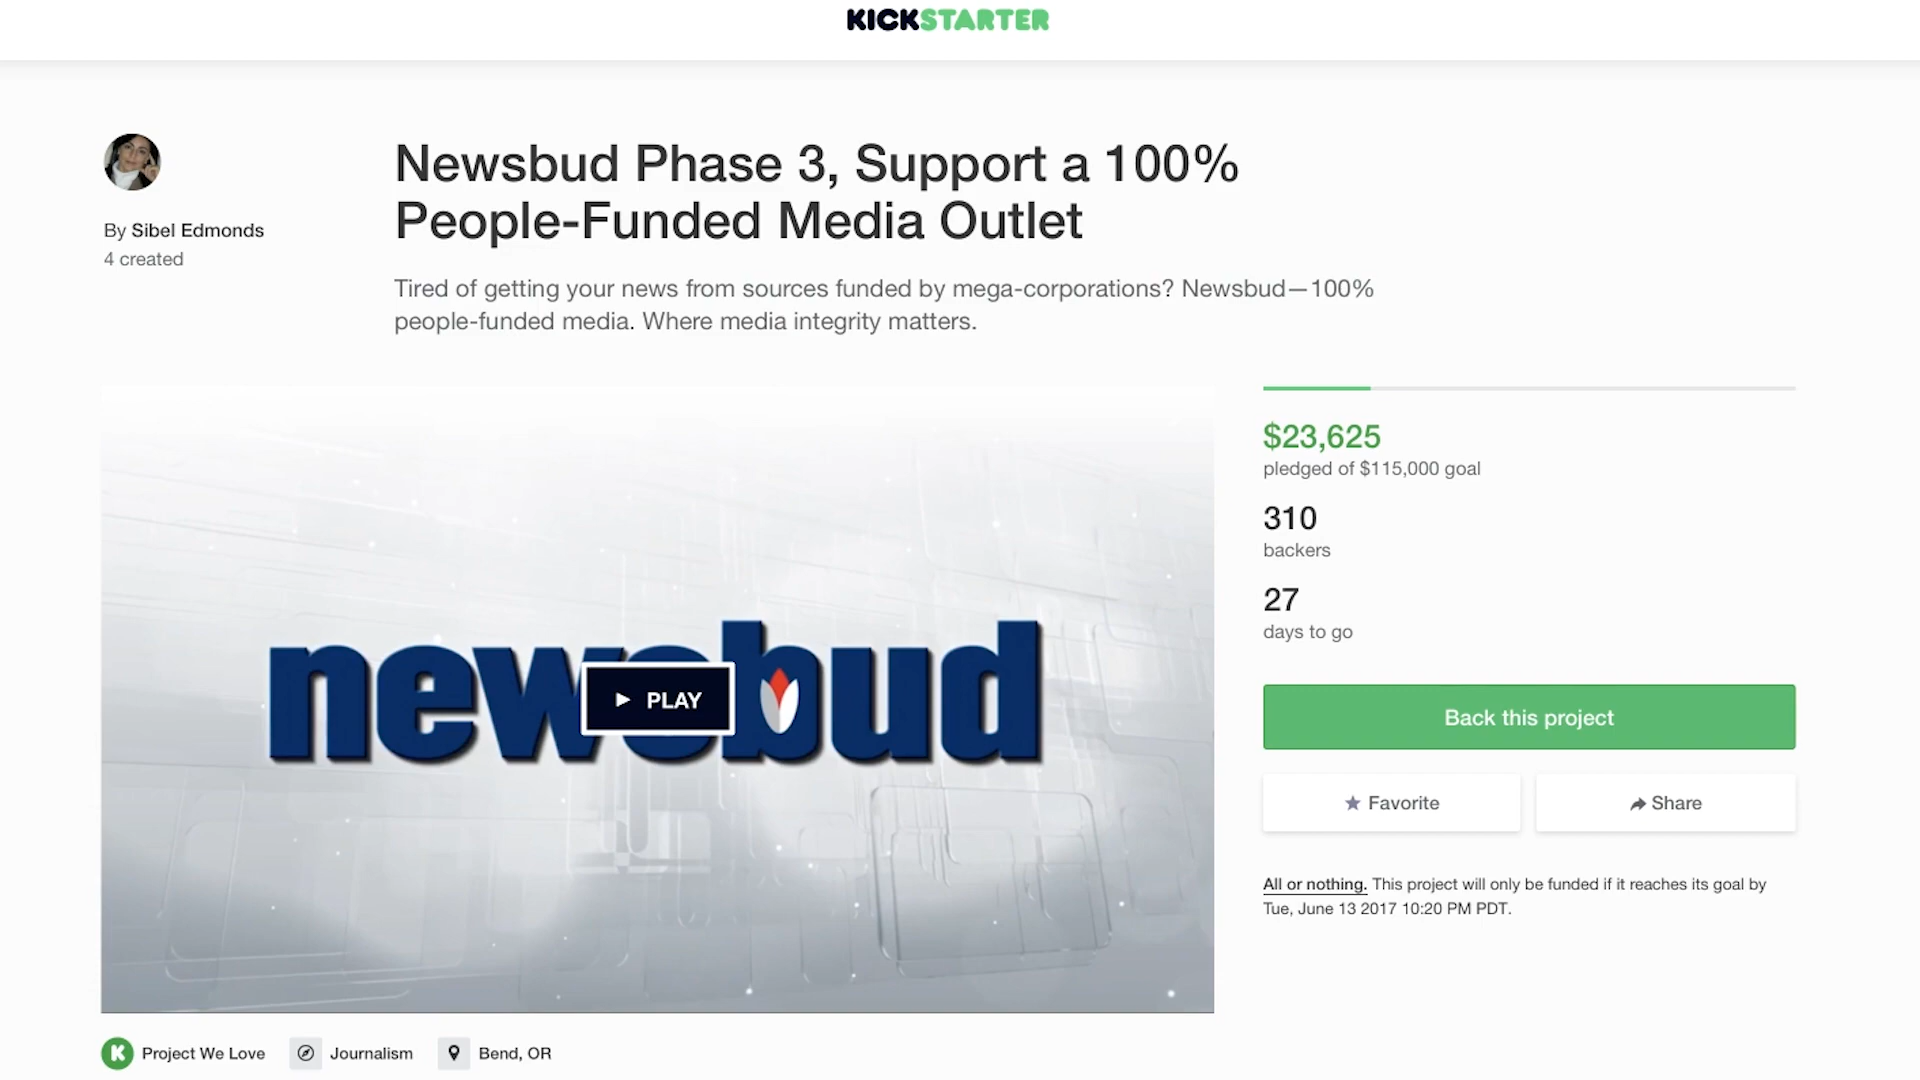 KICKSTARTER
By Sibel Edmonds
4 created
Newsbud Phase 3, Support a 100%
People-Funded Media Outlet
Tired of getting your news from sources funded by mega-corporations? Newsbud—100%
people-funded media. Where media integrity matters.
newsbud
PLAY
$23,625
pledged of $115,000 goal
310
backers
27
days to go
Back this project
Favorite
Share
All or nothing. This project will only be funded if it reaches its goal by
Tue, June 13 2017 10:20 PM PDT.
K Project We Love
Journalism
Bend, OR